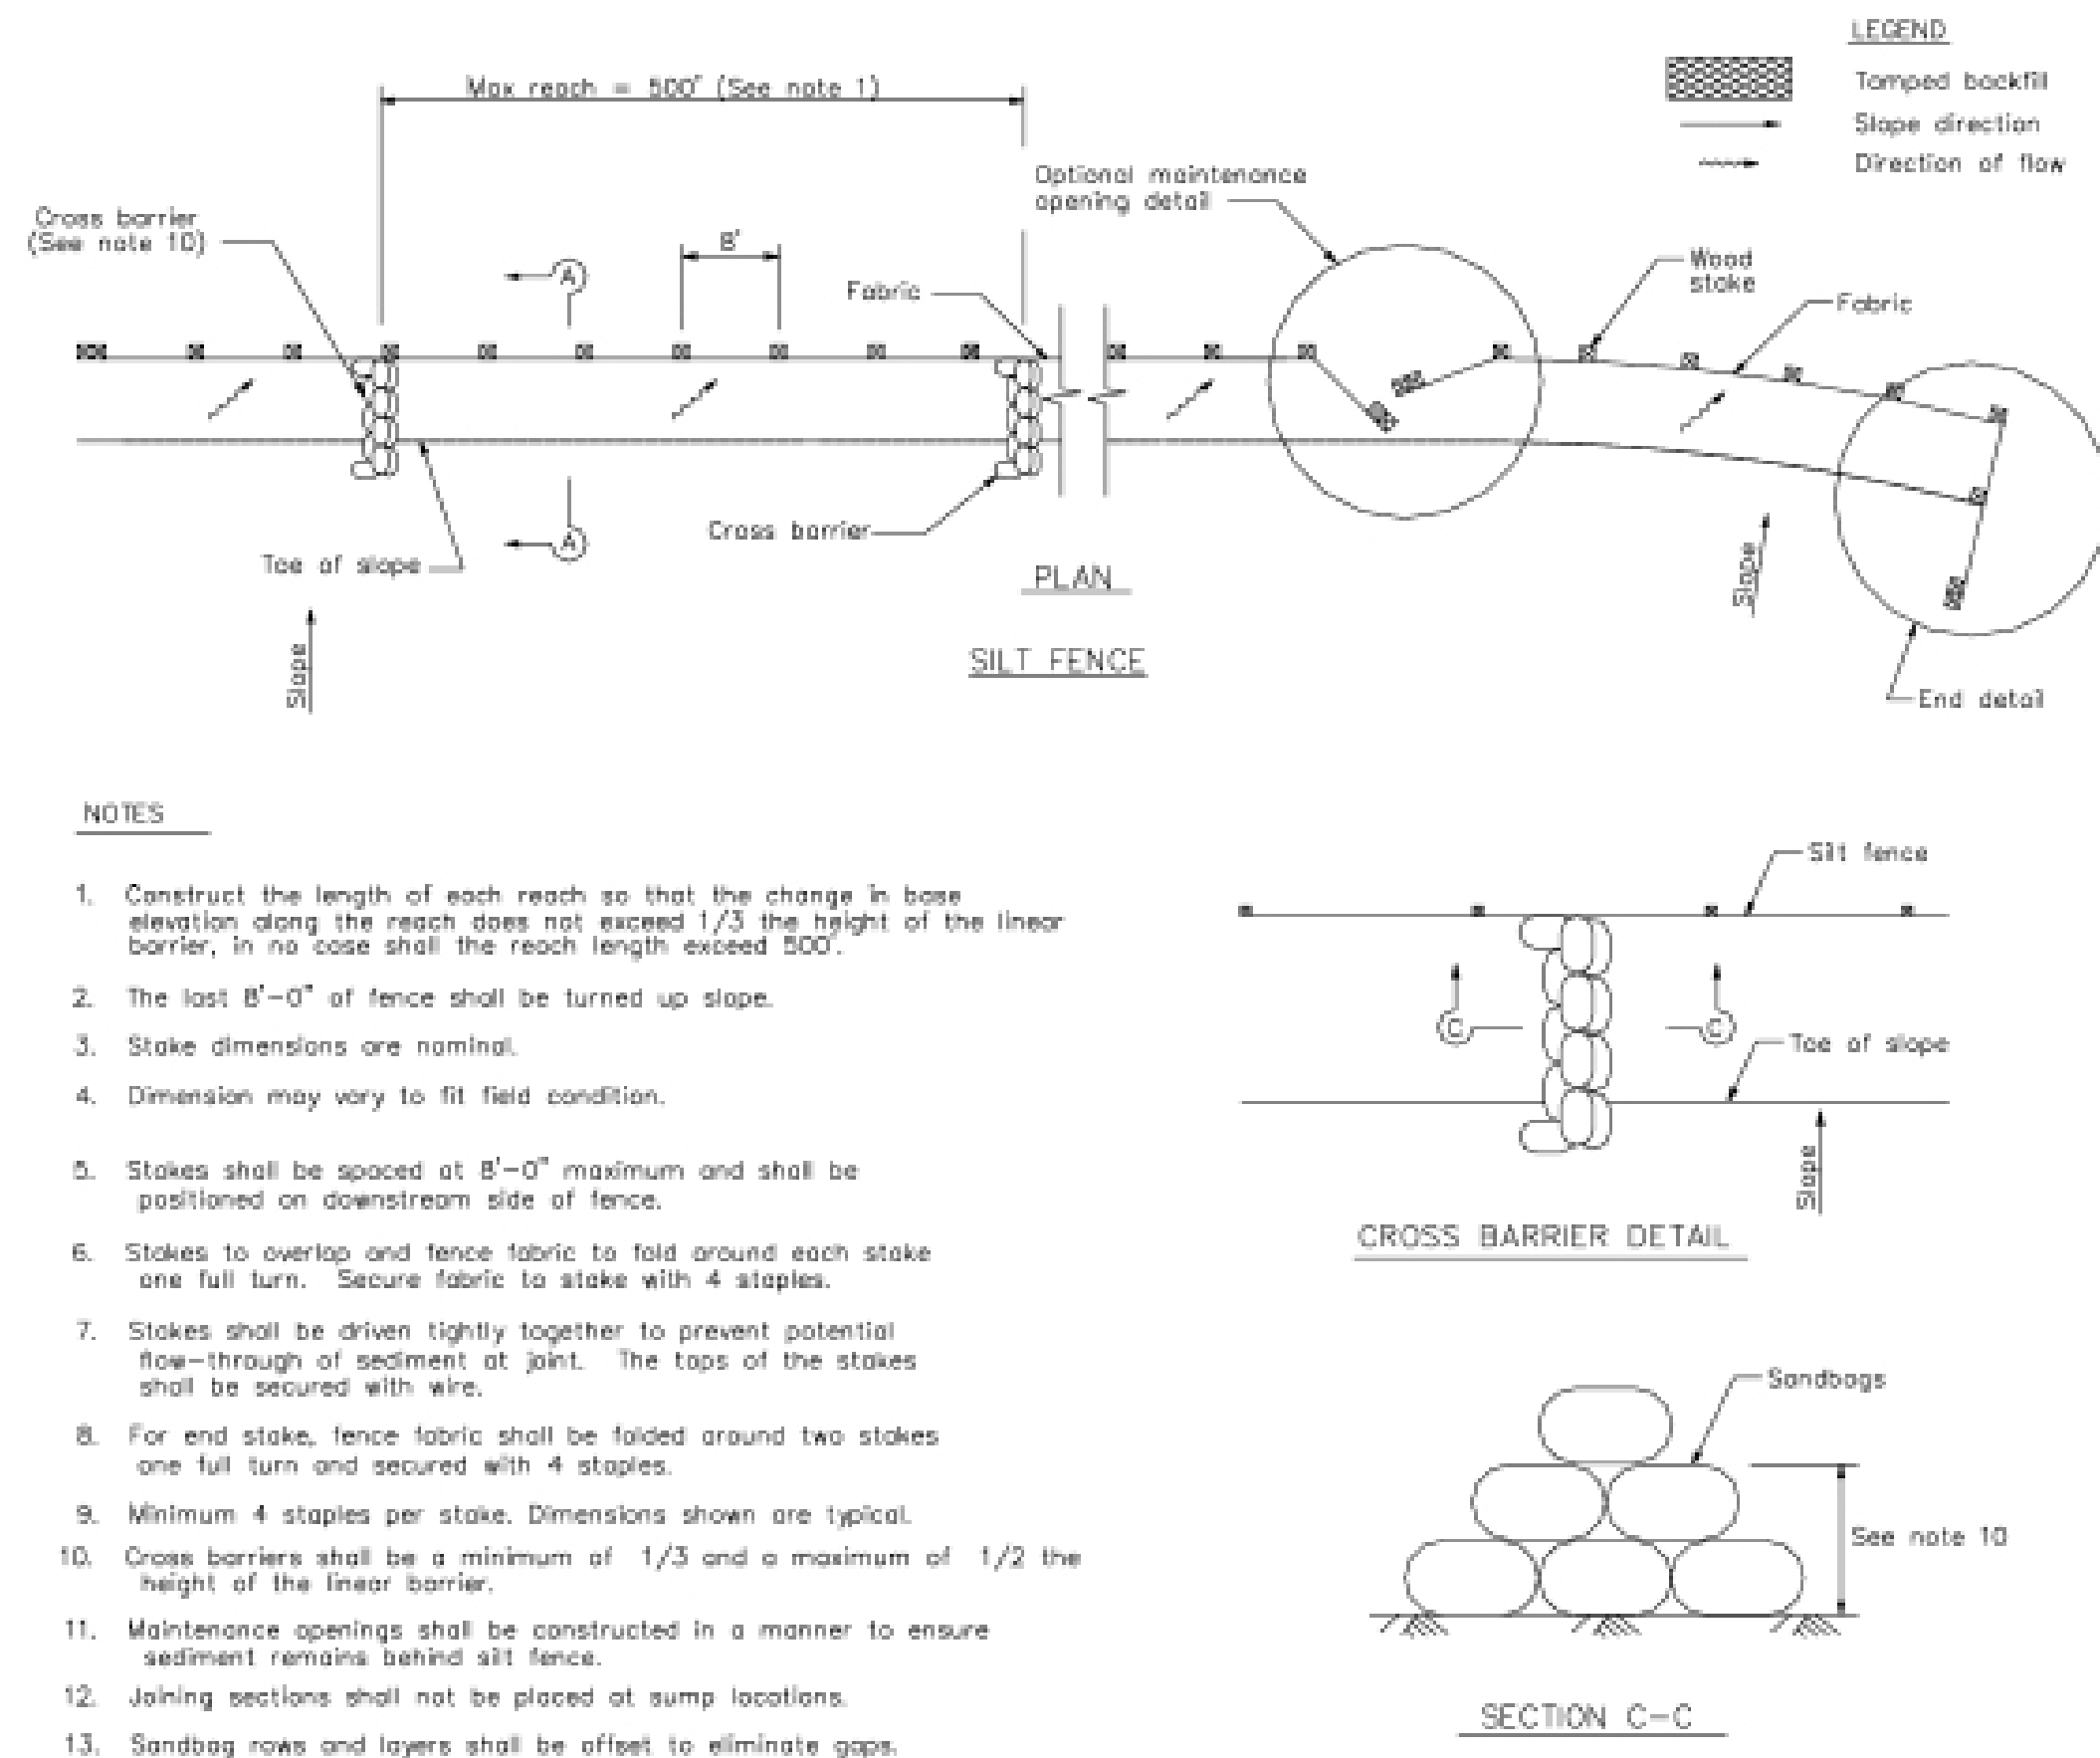 LEGEND
Tamped backfill
Slope direction
Direction of flow
Max reach = 500' (See note 1)
Optional maintenance
opening detail
Cross barrier
(See note 10)
A
8'
Fabric
Wood
stake
Fabric
Cross barrier
A
Toe of slope
PLAN
Slope
Slope
SILT FENCE
End detail
NOTES
1. Construct the length of each reach so that the change in base
elevation along the reach does not exceed 1/3 the height of the linear
barrier, in no case shall the reach length exceed 500'.
2. The last 8'-0" of fence shall be turned up slope.
3. Stake dimensions are nominal.
4. Dimension may vary to fit field condition.
5. Stakes shall be spaced at 8'-0" maximum and shall be
positioned on downstream side of fence.
6. Stakes to overlap and fence fabric to fold around each stake
one full turn. Secure fabric to stake with 4 staples.
7. Stakes shall be driven tightly together to prevent potential
flow-through of sediment at joint. The tops of the stakes
shall be secured with wire.
8. For end stake, fence fabric shall be folded around two stakes
one full turn and secured with 4 staples.
9. Minimum 4 staples per stake. Dimensions shown are typical.
10. Cross barriers shall be a minimum of 1/3 and a maximum of 1/2 the
height of the linear barrier.
11. Maintenance openings shall be constructed in a manner to ensure
sediment remains behind silt fence.
12. Joining sections shall not be placed at sump locations.
13. Sandbag rows and layers shall be offset to eliminate gaps.
Silt fence
C
C
Toe of slope
Slope
CROSS BARRIER DETAIL
Sandbags
See note 10
SECTION C-C